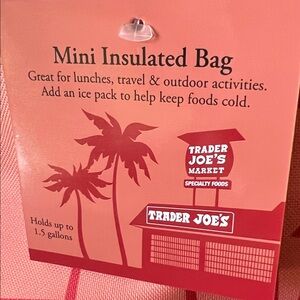 Mini Insulated Bag
Great for lunches, travel & outdoor activities.
Add an ice pack to help keep foods cold.
TRADER
JOE'S
MARKET
SPECIALTY FOODS
TRADER JOE'S
Holds up to
1.5 gallons